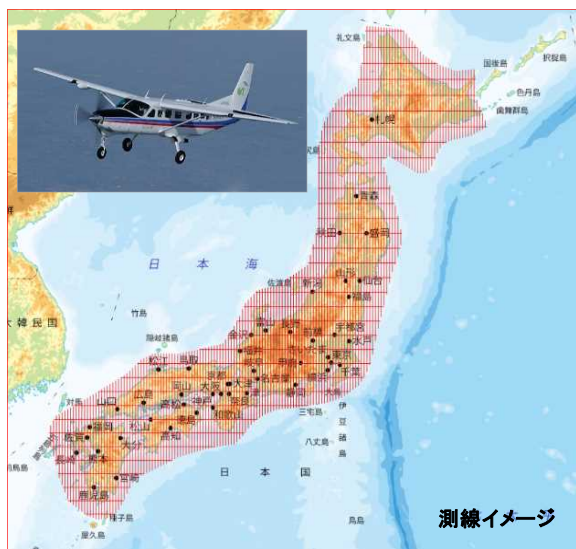 礼文島
国後島
択捉島
色丹島
歯舞群島
札幌
尻島
青森
秋田
盛岡
日本海
佐渡島
新潟
山形
仙台
福島
竹島
大韓民国
隠岐諸島
金沢
富山
長野
前橋
宇都宮
水戸
福井
さいたま
東京
千葉
松江
鳥取
岐阜
甲府
横浜
京都
大津
名古屋
静岡
大島
対馬
山口
広島
岡山
神戸
大阪
奈良
津
高松
和歌山
三宅島
伊豆諸島
福岡
松山
徳島
高知
八丈島
佐賀
大分
長崎
熊本
日本国
宮崎
鹿児島
鳥島
種子島
屋久島
測線イメージ